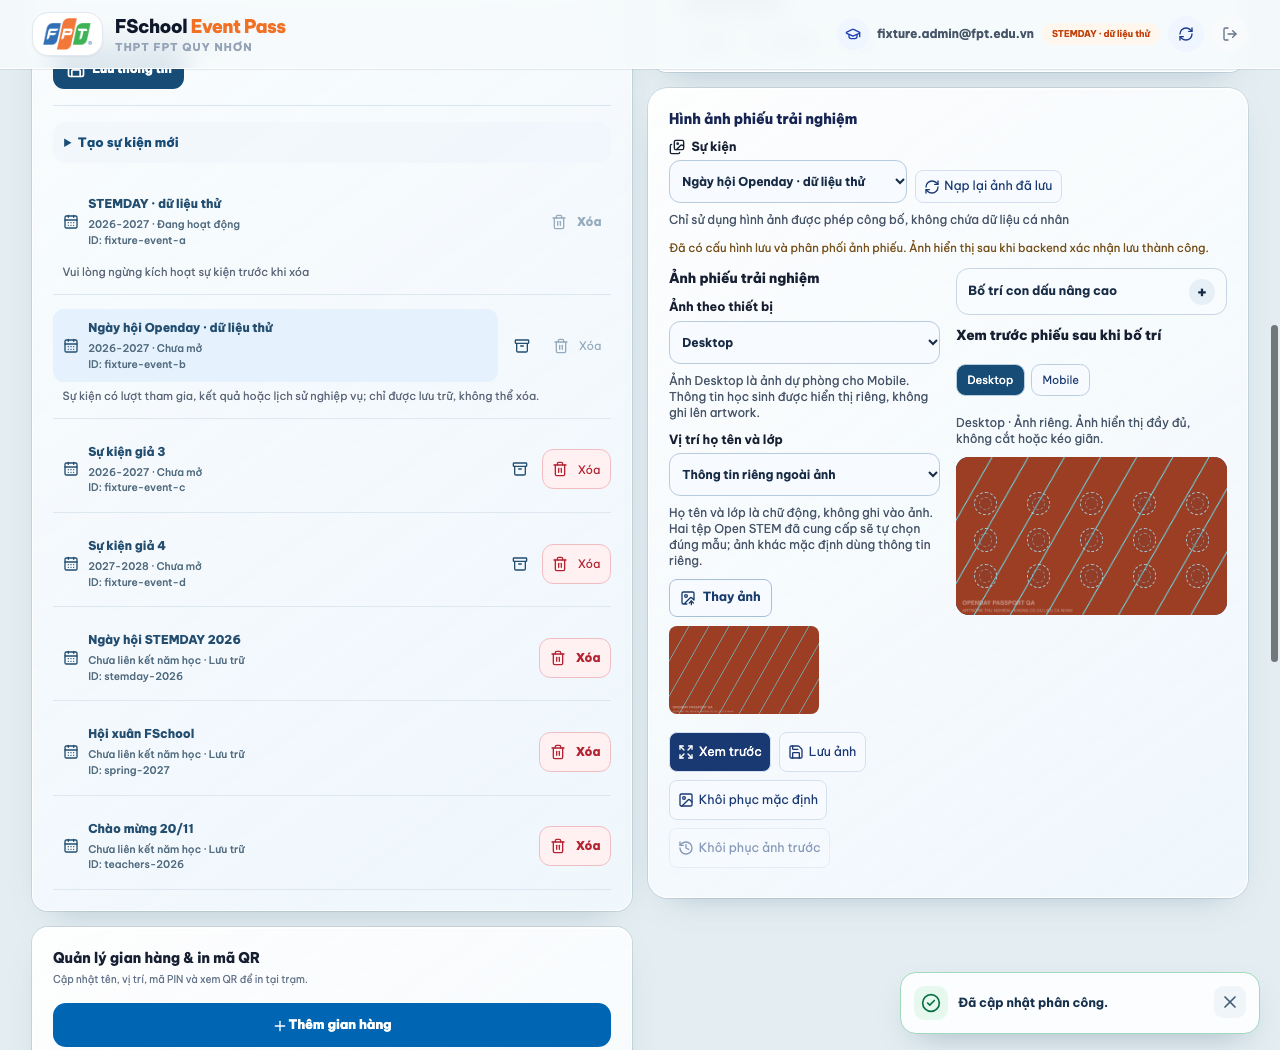 FPT
FSchool Event Pass
THPT FPT QUY NHƠN
fixture.admin@fpt.edu.vn
STEMDAY · dữ liệu thử
Lưu thông tin
Tạo sự kiện mới
STEMDAY · dữ liệu thử
2026-2027 · Đang hoạt động
ID: fixture-event-a
Xóa
Vui lòng ngừng kích hoạt sự kiện trước khi xóa
Ngày hội Openday · dữ liệu thử
2026-2027 · Chưa mở
ID: fixture-event-b
Xóa
Sự kiện có lượt tham gia, kết quả hoặc lịch sử nghiệp vụ; chỉ được lưu trữ, không thể xóa.
Sự kiện giả 3
2026-2027 · Chưa mở
ID: fixture-event-c
Xóa
Sự kiện giả 4
2027-2028 · Chưa mở
ID: fixture-event-d
Xóa
Ngày hội STEMDAY 2026
Chưa liên kết năm học · Lưu trữ
ID: stemday-2026
Xóa
Hội xuân FSchool
Chưa liên kết năm học · Lưu trữ
ID: spring-2027
Xóa
Chào mừng 20/11
Chưa liên kết năm học · Lưu trữ
ID: teachers-2026
Xóa
Quản lý gian hàng & in mã QR
Cập nhật tên, vị trí, mã PIN và xem QR để in tại trạm.
Thêm gian hàng
Hình ảnh phiếu trải nghiệm
Sự kiện
Ngày hội Openday · dữ liệu thử
Nạp lại ảnh đã lưu
Chỉ sử dụng hình ảnh được phép công bố, không chứa dữ liệu cá nhân
Đã có cấu hình lưu và phân phối ảnh phiếu. Ảnh hiển thị sau khi backend xác nhận lưu thành công.
Ảnh phiếu trải nghiệm
Ảnh theo thiết bị
Desktop
Ảnh Desktop là ảnh dự phòng cho Mobile.
Thông tin học sinh được hiển thị riêng, không
ghi lên artwork.
Vị trí họ tên và lớp
Thông tin riêng ngoài ảnh
Họ tên và lớp là chữ động, không ghi vào ảnh.
Hai tệp Open STEM đã cung cấp sẽ tự chọn
đúng mẫu; ảnh khác mặc định dùng thông tin
riêng.
Thay ảnh
Xem trước
Lưu ảnh
Khôi phục mặc định
Khôi phục ảnh trước
Bố trí con dấu nâng cao
Xem trước phiếu sau khi bố trí
Desktop
Mobile
Desktop · Ảnh riêng. Ảnh hiển thị đầy đủ,
không cắt hoặc kéo giãn.
OPENDAY PASSPORT QA
Đã cập nhật phân công.